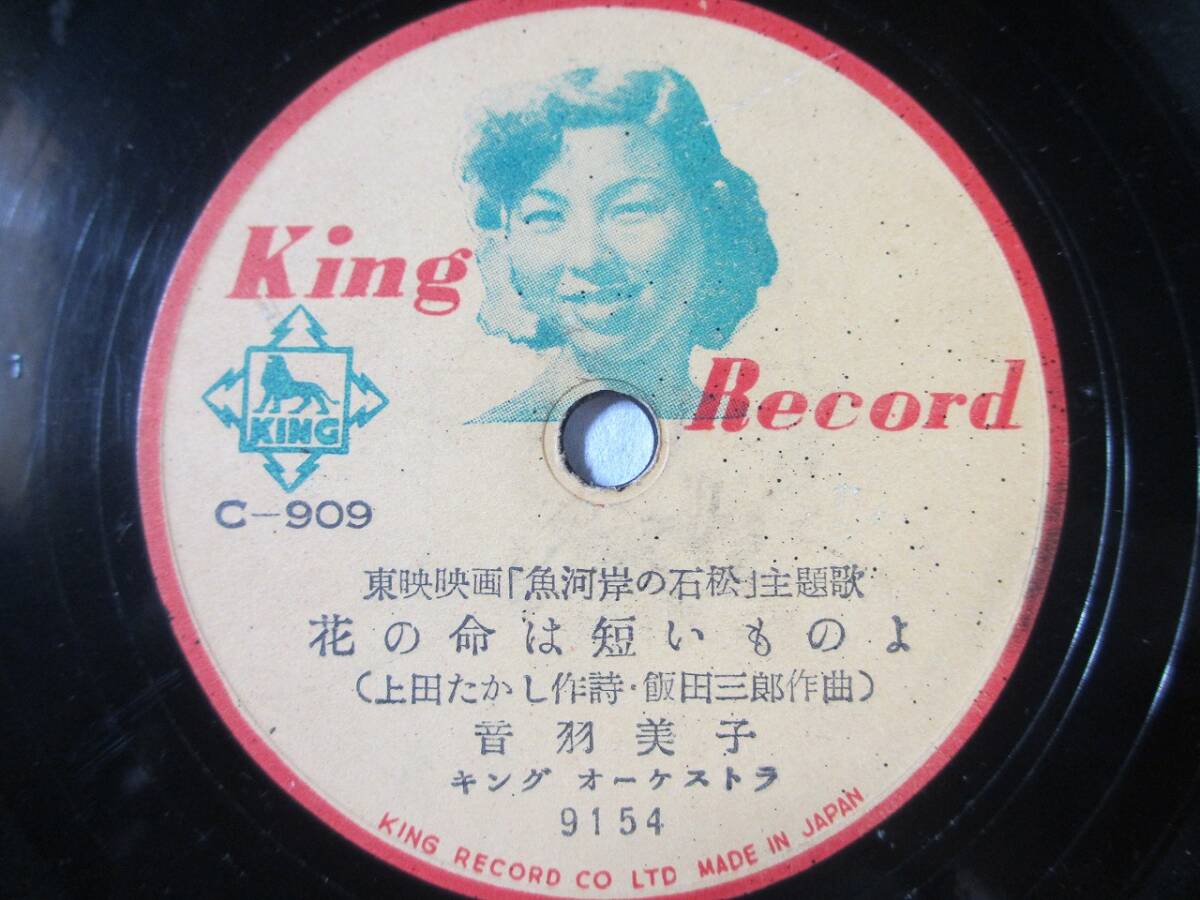 King
Record
KING
C-909
東映映画「魚河岸の石松」主題歌
花の命は短いものよ
(上田たかし作詩・飯田三郎作曲)
音羽美子
キング オーケストラ
9154
KING RECORD CO LTD MADE IN JAPAN